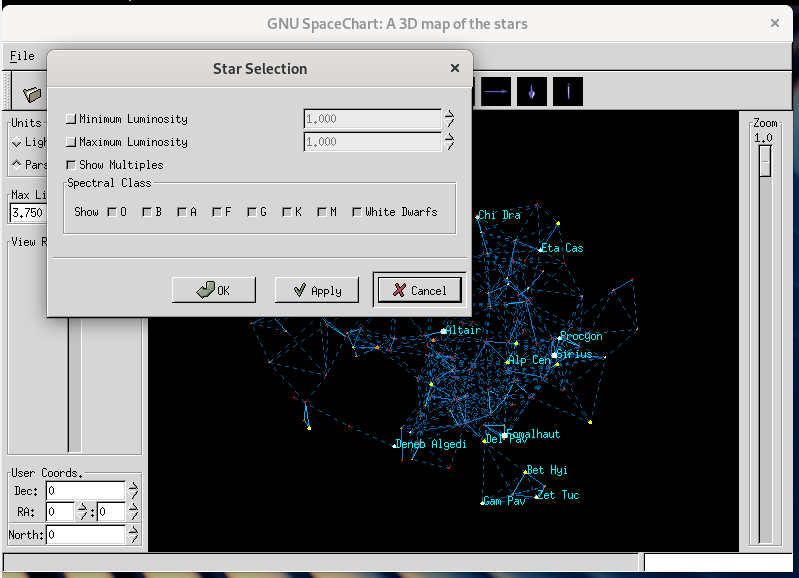 GNU SpaceChart: A 3D map of the stars
File
Star Selection
Minimum Luminosity 1.000
Maximum Luminosity 1.000
Show Multiples
Spectral Class
Show O B A F G K M White Dwarfs
OK Apply Cancel
Units
Max Li
3.750
Zoom
1.0
Chi Dra
Eta Cas
Altair
Procyon
Sirius
Alp Cen
Deneb Algedi
Fomalhaut
Del Pav
Bet Hyi
Gam Pav
Zet Tuc
User Coords.
Dec: 0
RA: 0 : 0
North: 0